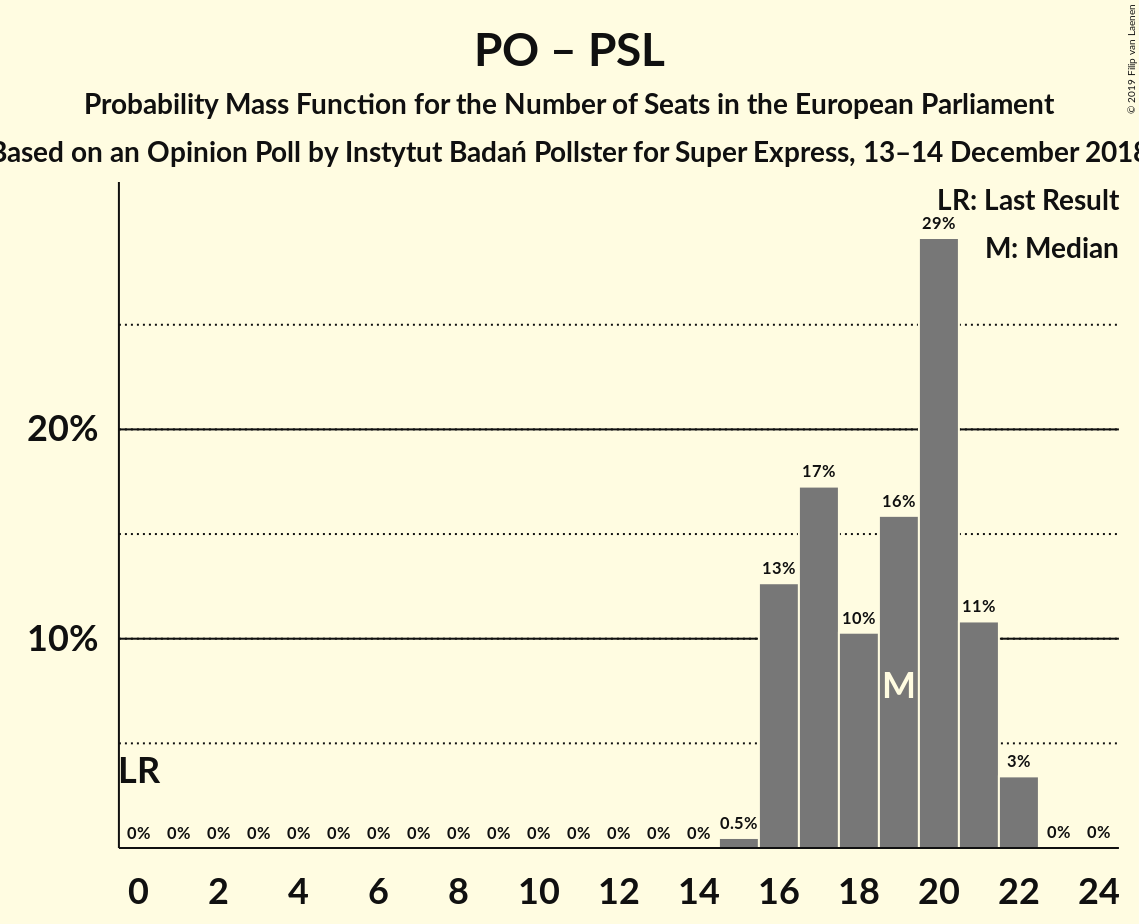 PO – PSL
Probability Mass Function for the Number of Seats in the European Parliament
Based on an Opinion Poll by Instytut Badań Pollster for Super Express, 13–14 December 2018
© 2019 Filip van Laenen
LR: Last Result
M: Median
20%
10%
29%
17%
16%
13%
11%
10%
M
3%
LR
0% 0% 0% 0% 0% 0% 0% 0% 0% 0% 0% 0% 0% 0% 0% 0.5% 0% 0%
0 2 4 6 8 10 12 14 16 18 20 22 24